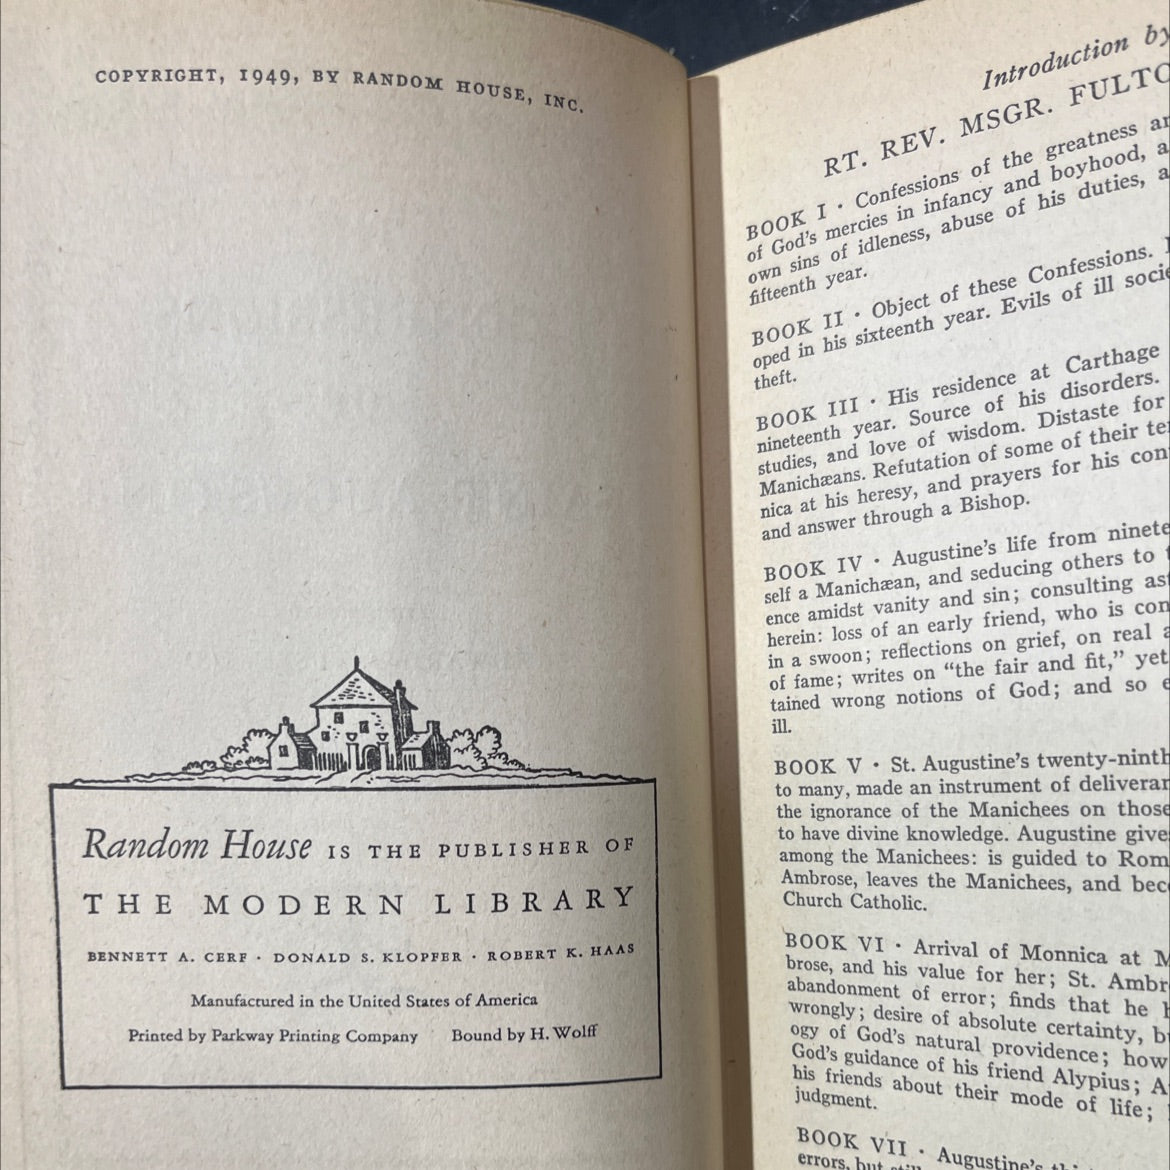 COPYRIGHT, 1949, BY RANDOM HOUSE, INC.
Random House IS THE PUBLISHER OF
THE MODERN LIBRARY
BENNETT A. CERF · DONALD S. KLOPFER · ROBERT K. HAAS
Manufactured in the United States of America
Printed by Parkway Printing Company Bound by H. Wolff
Introduction by
RT. REV. MSGR. FULTO
BOOK I · Confessions of the greatness an
of God's mercies in infancy and boyhood, a
own sins of idleness, abuse of his duties, a
fifteenth year.
BOOK II · Object of these Confessions.
oped in his sixteenth year. Evils of ill socie
theft.
BOOK III · His residence at Carthage
nineteenth year. Source of his disorders.
studies, and love of wisdom. Distaste for
Manichæans. Refutation of some of their te
nica at his heresy, and prayers for his con
and answer through a Bishop.
BOOK IV · Augustine's life from ninete
self a Manichæan, and seducing others to
ence amidst vanity and sin; consulting ast
herein: loss of an early friend, who is con
in a swoon; reflections on grief, on real a
of fame; writes on "the fair and fit," yet
tained wrong notions of God; and so e
ill.
BOOK V · St. Augustine's twenty-ninth
to many, made an instrument of deliveran
the ignorance of the Manichees on those
to have divine knowledge. Augustine give
among the Manichees: is guided to Rom
Ambrose, leaves the Manichees, and bec
Church Catholic.
BOOK VI · Arrival of Monnica at M
brose, and his value for her; St. Ambr
abandonment of error; finds that he h
wrongly; desire of absolute certainty, b
ogy of God's natural providence; how
God's guidance of his friend Alypius; A
his friends about their mode of life;
judgment.
BOOK VII · Augustine's
errors, but